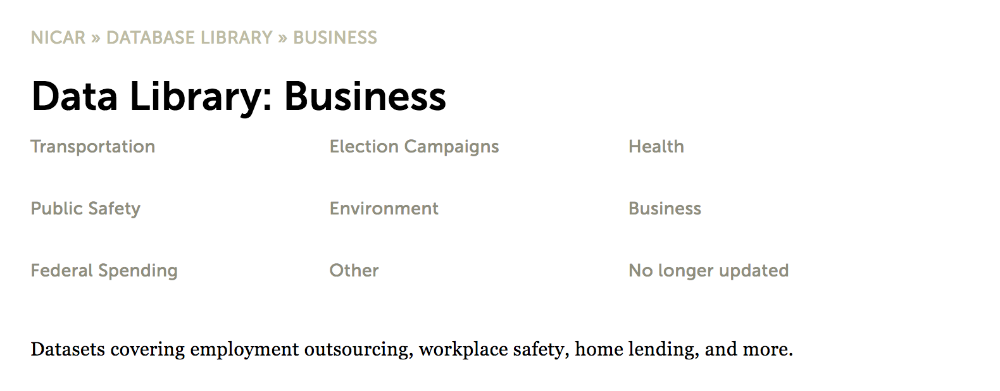 NICAR » DATABASE LIBRARY » BUSINESS
Data Library: Business
Transportation Election Campaigns Health
Public Safety Environment Business
Federal Spending Other No longer updated
Datasets covering employment outsourcing, workplace safety, home lending, and more.